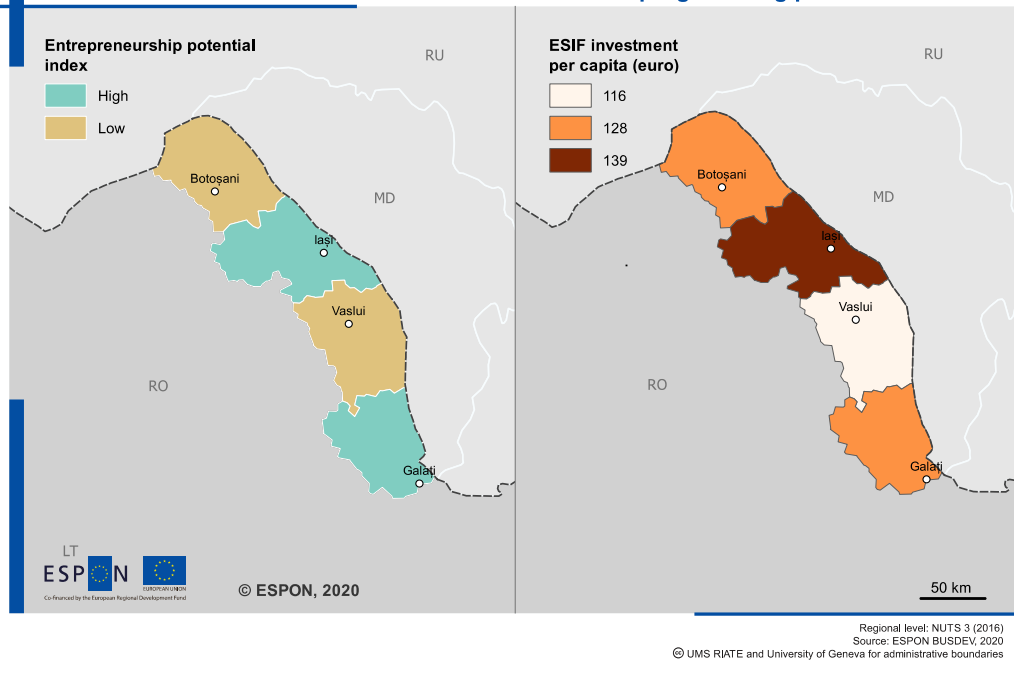 Entrepreneurship potential
index
High
Low
RU
MD
Botoșani
Iași
Vaslui
RO
Galați
LT
ESPON
EUROPEAN UNION
Co-financed by the European Regional Development Fund
© ESPON, 2020
ESIF investment
per capita (euro)
116
128
139
RU
MD
Botoșani
Iași
Vaslui
RO
Galați
50 km
Regional level: NUTS 3 (2016)
Source: ESPON BUSDEV, 2020
🅭 UMS RIATE and University of Geneva for administrative boundaries